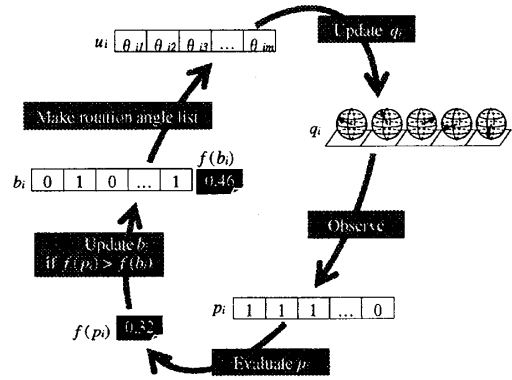 u_i θ_i1 θ_i2 θ_i3 ... θ_im
Update q_i
q_i
Make rotation angle list
f(b_i)
b_i 0 1 0 ... 1 0.46
Observe
Update b_i
if f(p_i) > f(b_i)
p_i 1 1 1 ... 0
f(p_i) 0.32
Evaluate p_i